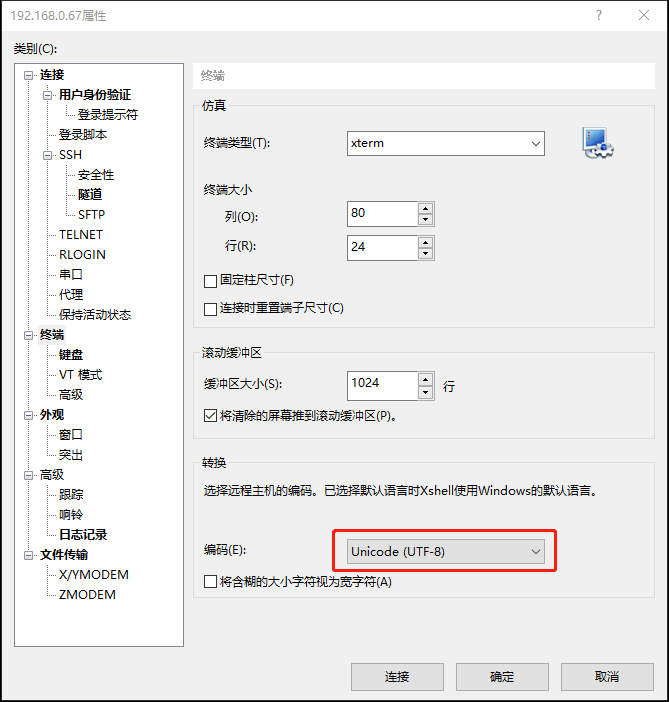 192.168.0.67属性
?
类别(C):
连接
用户身份验证
登录提示符
登录脚本
SSH
安全性
隧道
SFTP
TELNET
RLOGIN
串口
代理
保持活动状态
终端
键盘
VT 模式
高级
外观
窗口
突出
高级
跟踪
响铃
日志记录
文件传输
X/YMODEM
ZMODEM
终端
仿真
终端类型(T): xterm
终端大小
列(O): 80
行(R): 24
固定柱尺寸(F)
连接时重置端子尺寸(C)
滚动缓冲区
缓冲区大小(S): 1024 行
将清除的屏幕推到滚动缓冲区(P)。
转换
选择远程主机的编码。已选择默认语言时Xshell使用Windows的默认语言。
编码(E): Unicode (UTF-8)
将含糊的大小字符视为宽字符(A)
连接 确定 取消